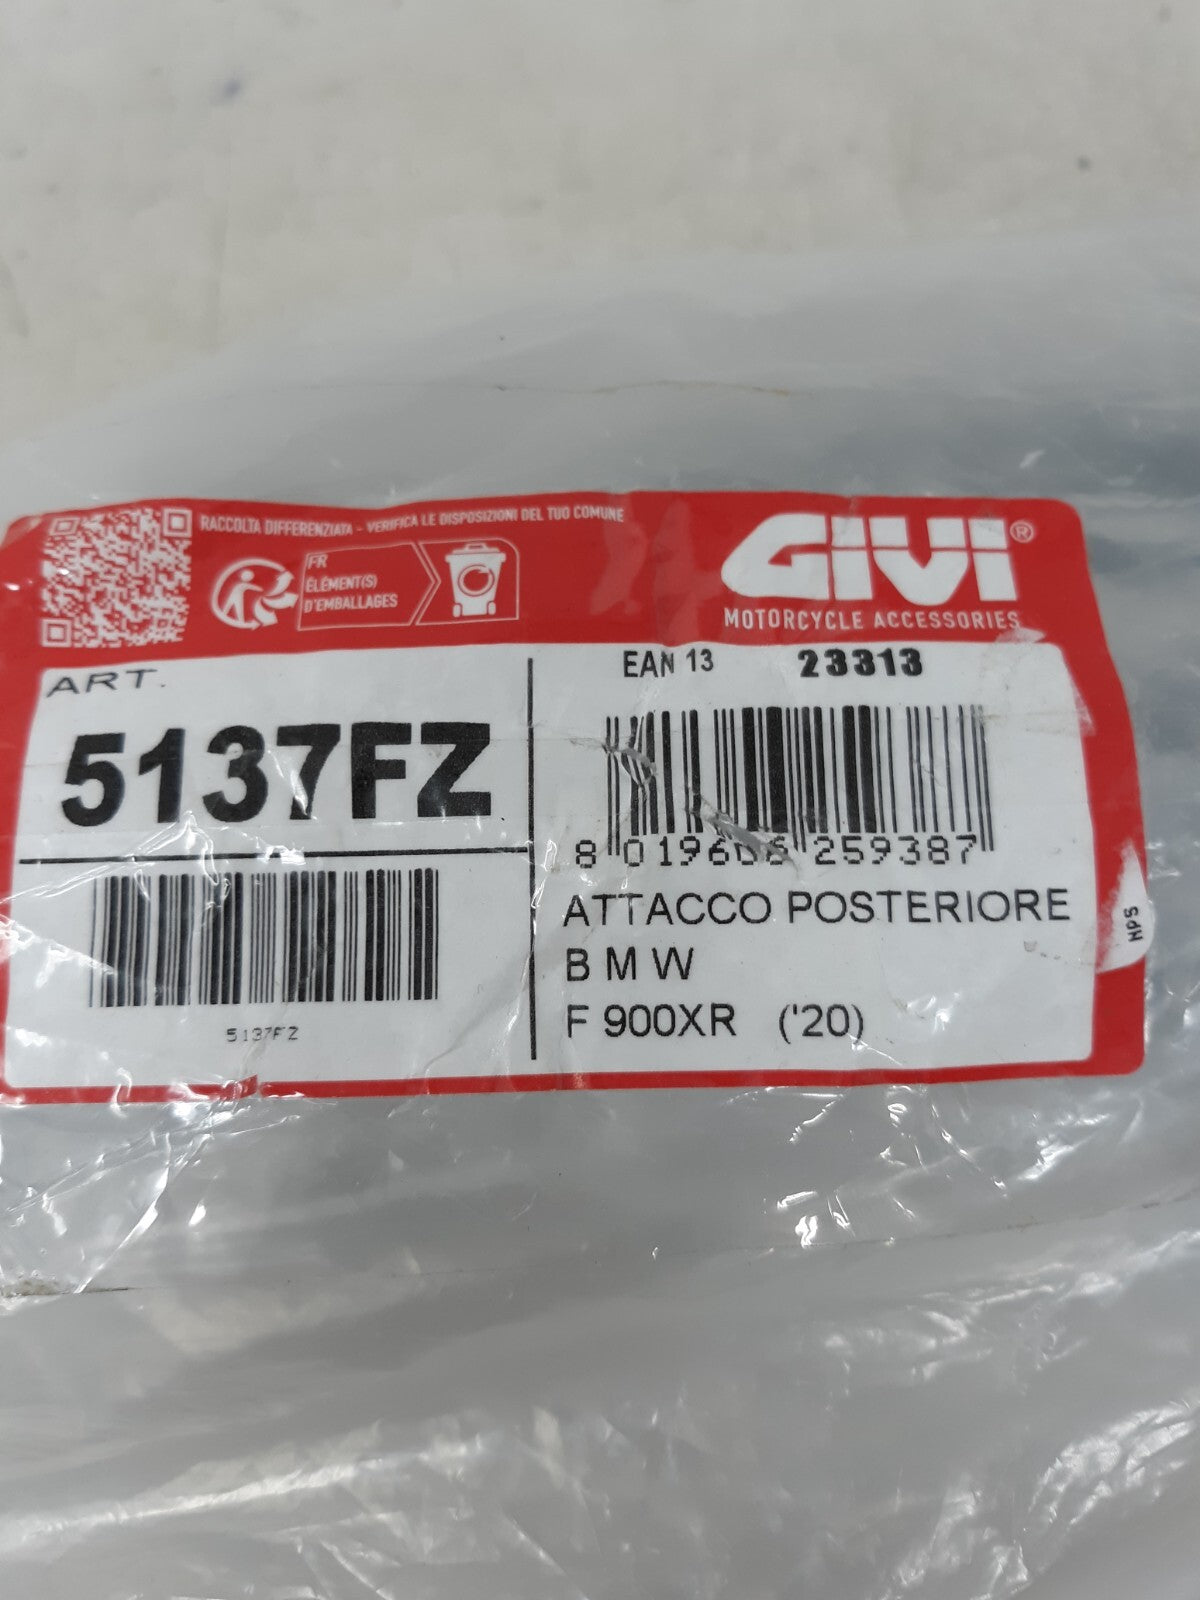 RACCOLTA DIFFERENZIATA - VERIFICA LE DISPOSIZIONI DEL TUO COMUNE
FR
ÉLÉMENT(S)
D'EMBALLAGES
GIVI®
MOTORCYCLE ACCESSORIES
ART.
5137FZ
5137FZ
EAN 13 23313
8 019606 259387
ATTACCO POSTERIORE
BMW
F 900XR ('20)
HPS